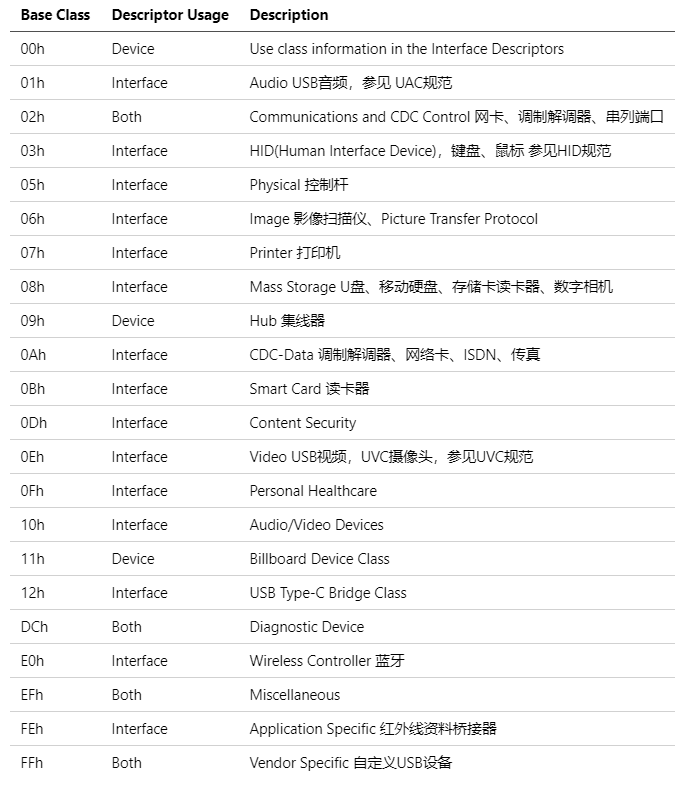 Base Class Descriptor Usage Description
00h Device Use class information in the Interface Descriptors
01h Interface Audio USB音频，参见 UAC规范
02h Both Communications and CDC Control 网卡、调制解调器、串列端口
03h Interface HID(Human Interface Device)，键盘、鼠标 参见HID规范
05h Interface Physical 控制杆
06h Interface Image 影像扫描仪、Picture Transfer Protocol
07h Interface Printer 打印机
08h Interface Mass Storage U盘、移动硬盘、存储卡读卡器、数字相机
09h Device Hub 集线器
0Ah Interface CDC-Data 调制解调器、网络卡、ISDN、传真
0Bh Interface Smart Card 读卡器
0Dh Interface Content Security
0Eh Interface Video USB视频，UVC摄像头，参见UVC规范
0Fh Interface Personal Healthcare
10h Interface Audio/Video Devices
11h Device Billboard Device Class
12h Interface USB Type-C Bridge Class
DCh Both Diagnostic Device
E0h Interface Wireless Controller 蓝牙
EFh Both Miscellaneous
FEh Interface Application Specific 红外线资料桥接器
FFh Both Vendor Specific 自定义USB设备